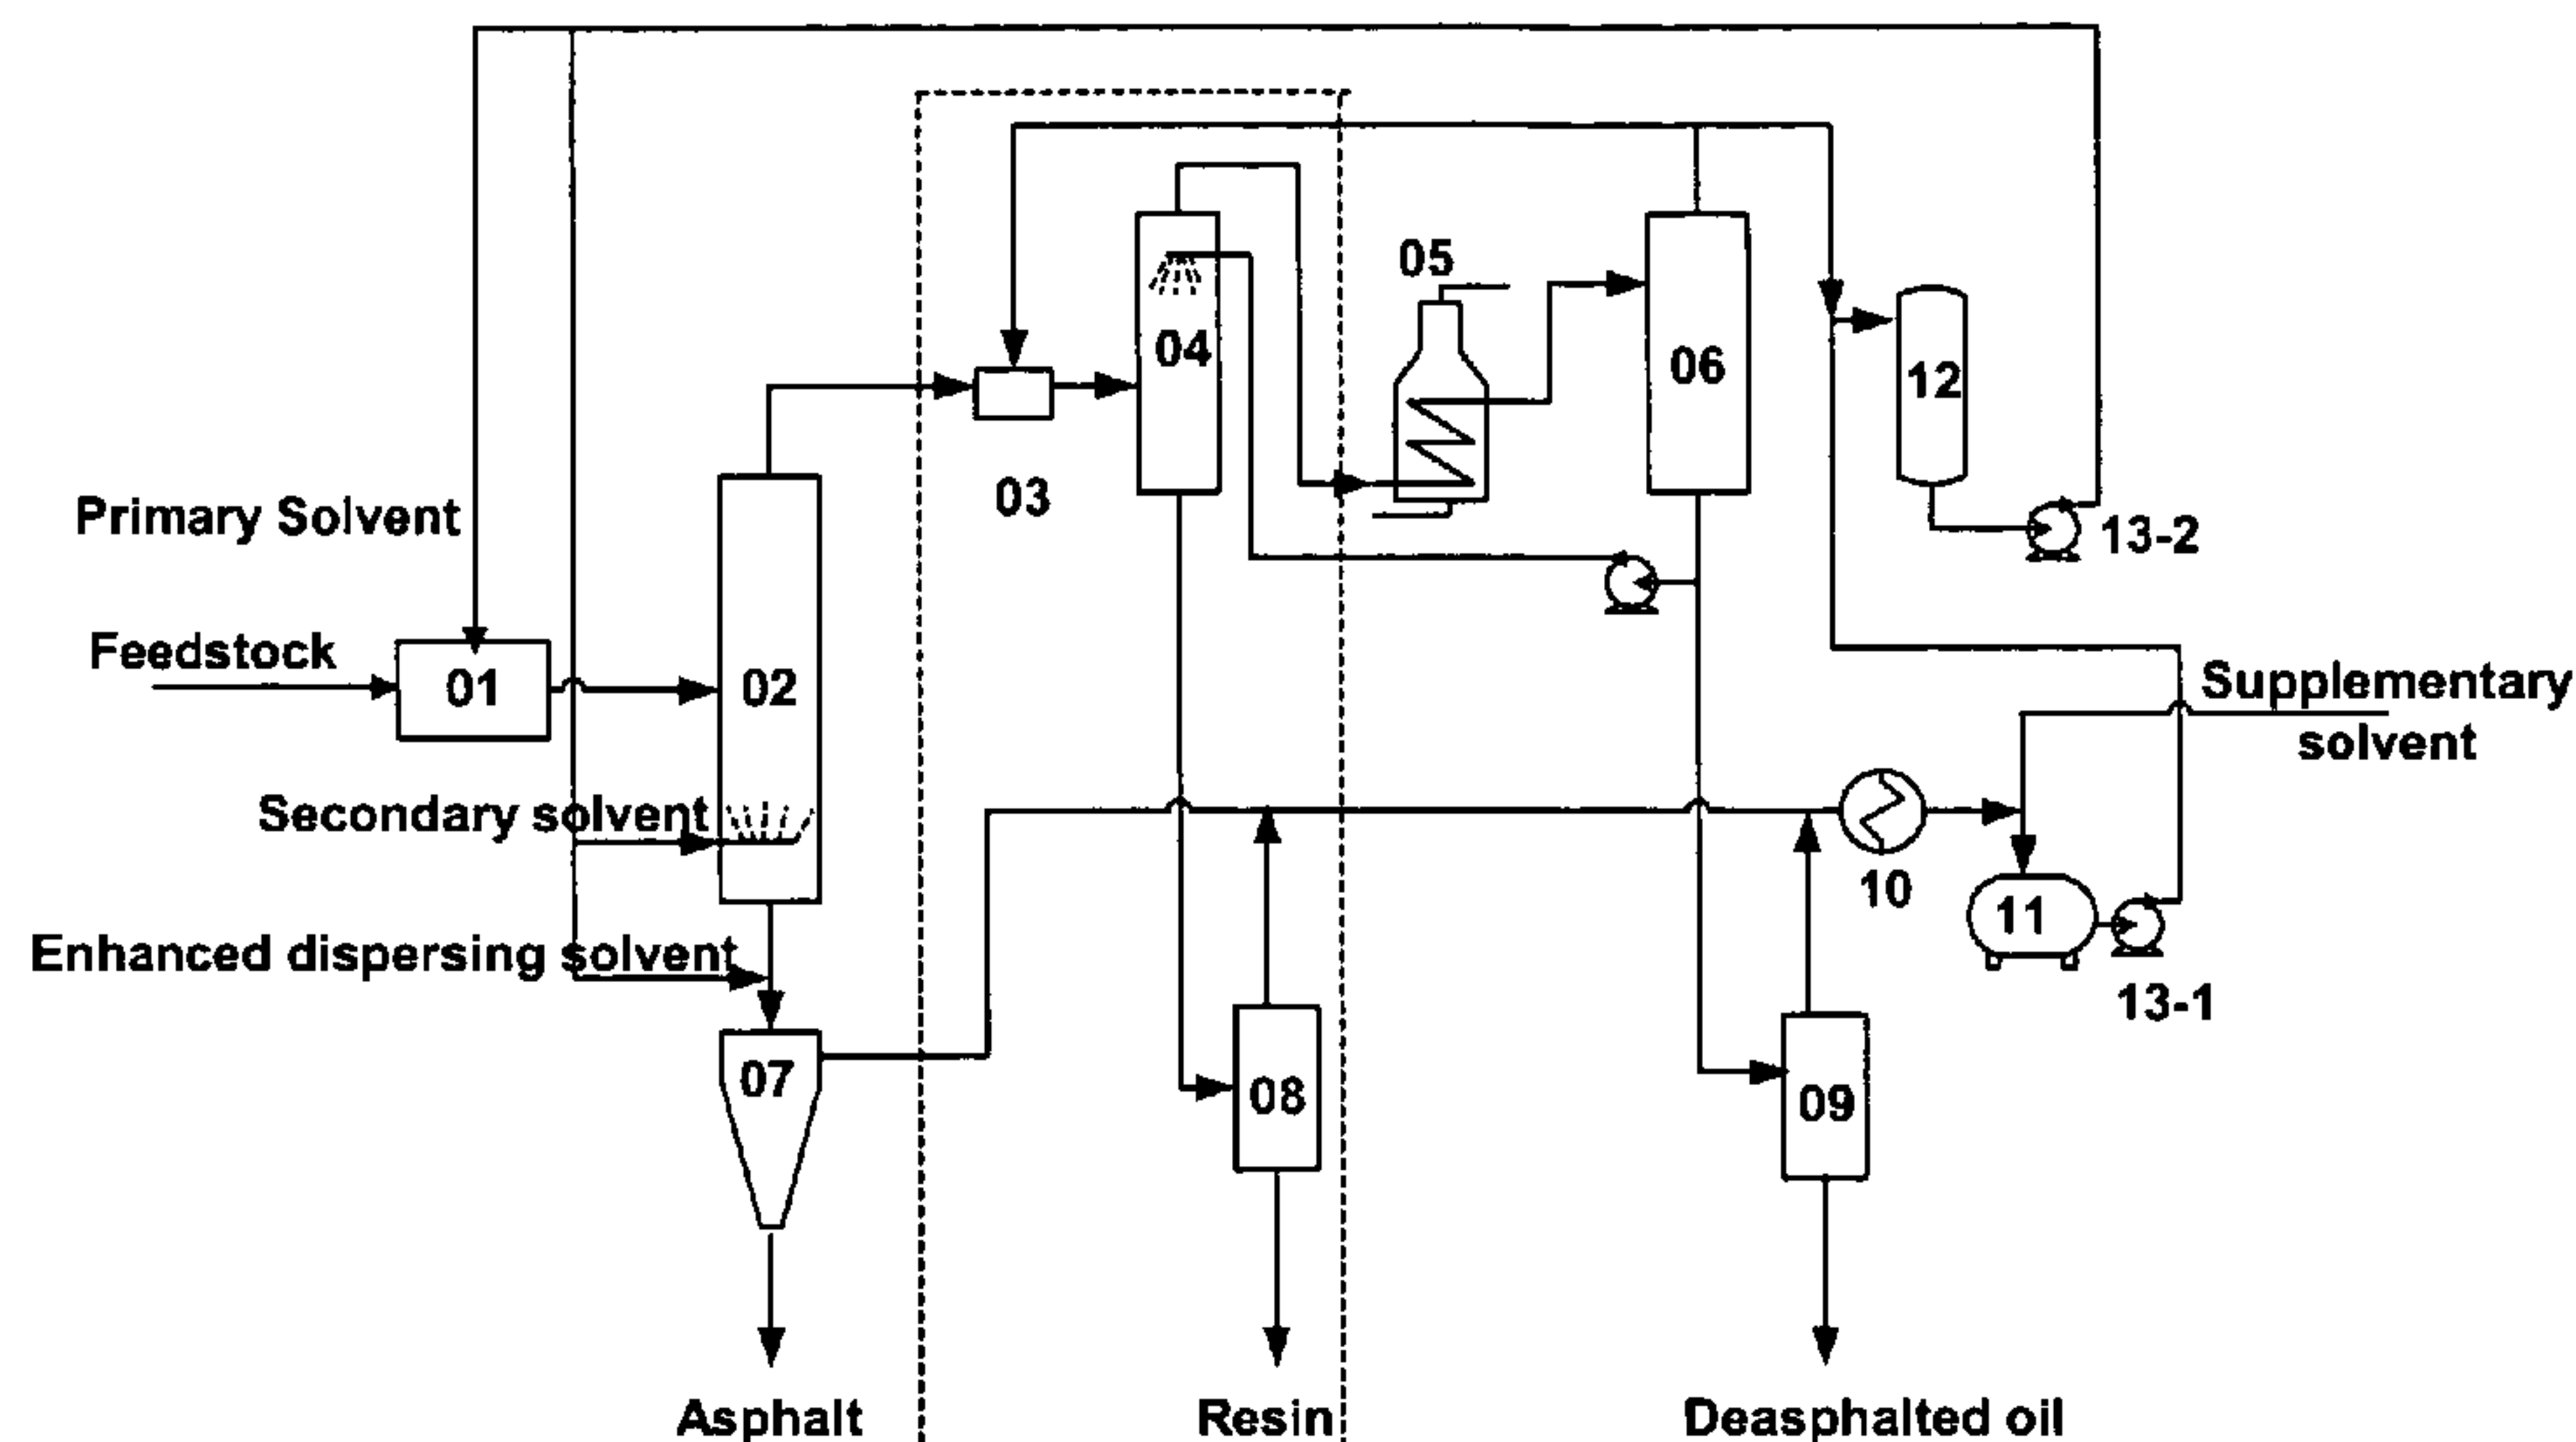 05
04
06
12
03
Primary Solvent
13-2
Feedstock
01
02
Supplementary
solvent
Secondary solvent
10
11
Enhanced dispersing solvent
13-1
07
08
09
Asphalt
Resin
Deasphalted oil